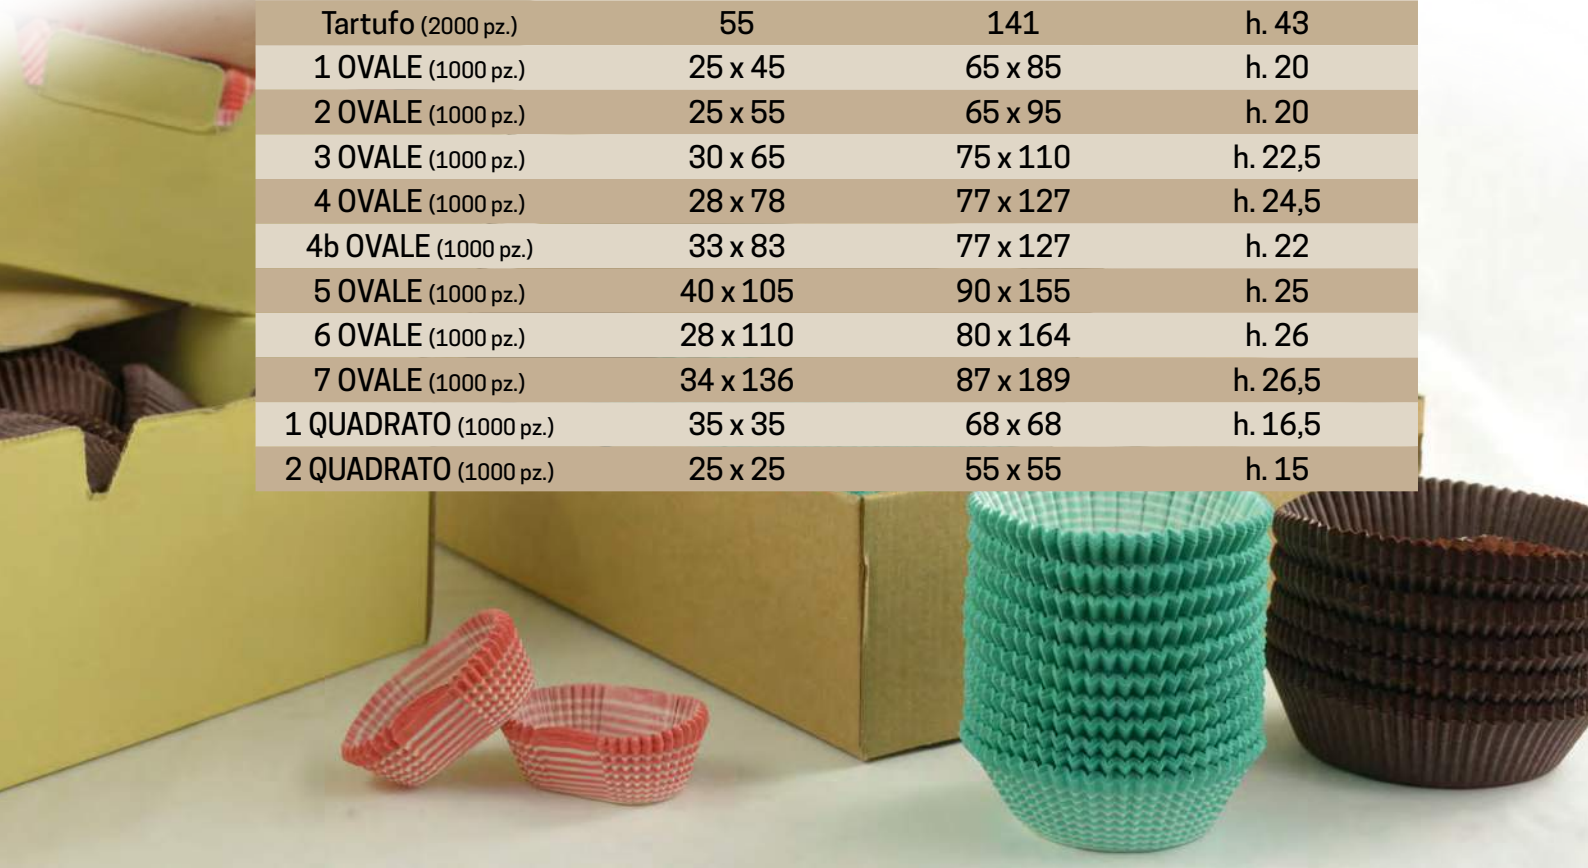 Tartufo (2000 pz.) 55 141 h. 43
1 OVALE (1000 pz.) 25 x 45 65 x 85 h. 20
2 OVALE (1000 pz.) 25 x 55 65 x 95 h. 20
3 OVALE (1000 pz.) 30 x 65 75 x 110 h. 22,5
4 OVALE (1000 pz.) 28 x 78 77 x 127 h. 24,5
4b OVALE (1000 pz.) 33 x 83 77 x 127 h. 22
5 OVALE (1000 pz.) 40 x 105 90 x 155 h. 25
6 OVALE (1000 pz.) 28 x 110 80 x 164 h. 26
7 OVALE (1000 pz.) 34 x 136 87 x 189 h. 26,5
1 QUADRATO (1000 pz.) 35 x 35 68 x 68 h. 16,5
2 QUADRATO (1000 pz.) 25 x 25 55 x 55 h. 15